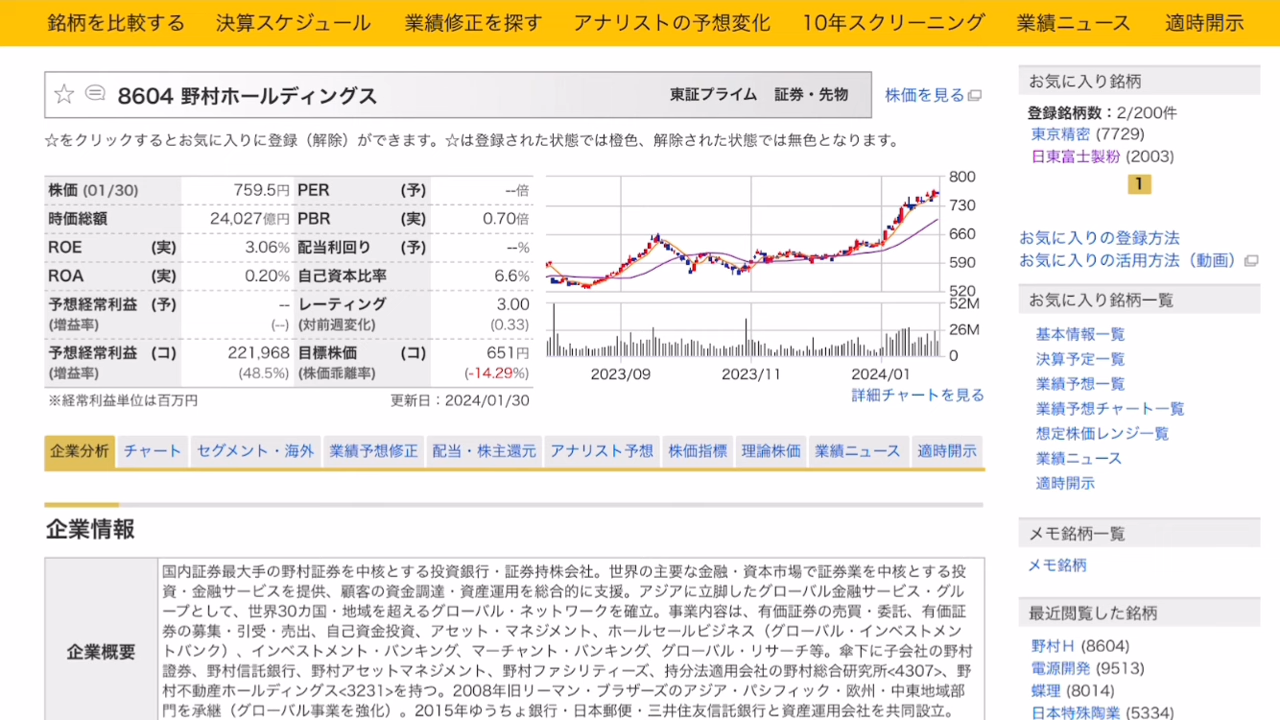 銘柄を比較する 決算スケジュール 業績修正を探す アナリストの予想変化 10年スクリーニング 業績ニュース 適時開示
8604 野村ホールディングス 東証プライム 証券・先物 株価を見る
☆をクリックするとお気に入りに登録（解除）ができます。☆は登録された状態では橙色、解除された状態では無色となります。
株価 (01/30) 759.5円 PER (予) --倍
時価総額 24,027億円 PBR (実) 0.70倍
ROE (実) 3.06% 配当利回り (予) --%
ROA (実) 0.20% 自己資本比率 6.6%
予想経常利益 (予) -- レーティング 3.00
(増益率) (--) (対前週変化) (0.33)
予想経常利益 (コ) 221,968 目標株価 (コ) 651円
(増益率) (48.5%) (株価乖離率) (-14.29%)
※経常利益単位は百万円 更新日：2024/01/30
800
730
660
590
520
52M
26M
0
2023/09 2023/11 2024/01
詳細チャートを見る
企業分析 チャート セグメント・海外 業績予想修正 配当・株主還元 アナリスト予想 株価指標 理論株価 業績ニュース 適時開示
企業情報
企業概要
国内証券最大手の野村証券を中核とする投資銀行・証券持株会社。世界の主要な金融・資本市場で証券業を中核とする投
資・金融サービスを提供、顧客の資金調達・資産運用を総合的に支援。アジアに立脚したグローバル金融サービス・グル
ープとして、世界30カ国・地域を超えるグローバル・ネットワークを確立。事業内容は、有価証券の売買・委託、有価証
券の募集・引受・売出、自己資金投資、アセット・マネジメント、ホールセールビジネス（グローバル・インベストメン
トバンク）、インベストメント・バンキング、マーチャント・バンキング、グローバル・リサーチ等。傘下に子会社の野村
證券、野村信託銀行、野村アセットマネジメント、野村ファシリティーズ、持分法適用会社の野村総合研究所<4307>、野
村不動産ホールディングス<3231>を持つ。2008年旧リーマン・ブラザーズのアジア・パシフィック・欧州・中東地域部
門を承継（グローバル事業を強化）。2015年ゆうちょ銀行・日本郵便・三井住友信託銀行と資産運用会社を共同設立。
お気に入り銘柄
登録銘柄数：2/200件
東京精密 (7729)
日東富士製粉 (2003)
1
お気に入りの登録方法
お気に入りの活用方法（動画）
お気に入り銘柄一覧
基本情報一覧
決算予定一覧
業績予想一覧
業績予想チャート一覧
想定株価レンジ一覧
業績ニュース
適時開示
メモ銘柄一覧
メモ銘柄
最近閲覧した銘柄
野村Ｈ (8604)
電源開発 (9513)
蝶理 (8014)
日本特殊陶業 (5334)